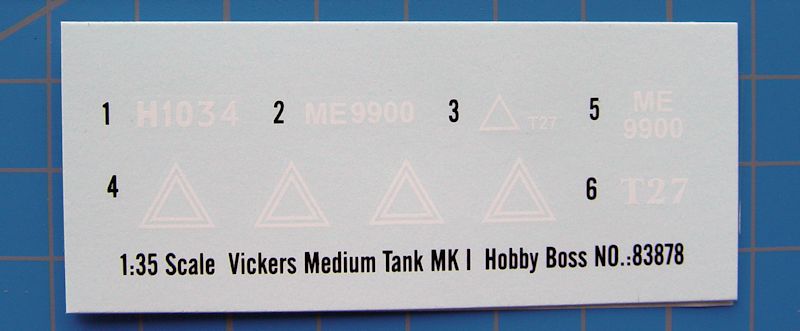 1 H1034 2 ME9900 3 T27 5 ME
9900
4 6 T27
1:35 Scale Vickers Medium Tank MK I Hobby Boss NO.:83878